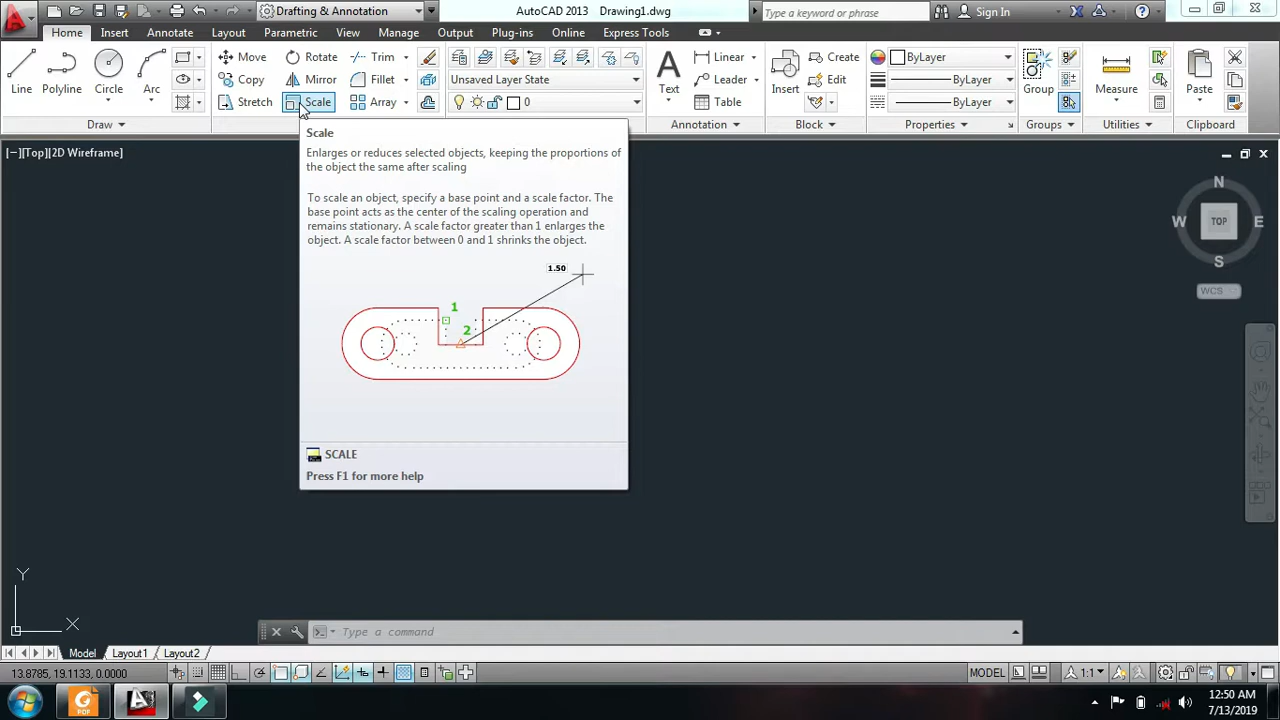 Drafting & Annotation
AutoCAD 2013 Drawing1.dwg
Type a keyword or phrase
Sign In
Home Insert Annotate Layout Parametric View Manage Output Plug-ins Online Express Tools
Move Rotate Trim
Copy Mirror Fillet
Stretch Scale Array
Line Polyline Circle Arc
Draw
Unsaved Layer State
0
Text
Linear
Leader
Table
Annotation
Insert
Create
Edit
Block
ByLayer
ByLayer
ByLayer
Properties
Group
Groups
Measure
Utilities
Paste
Clipboard
[−][Top][2D Wireframe]
Scale
Enlarges or reduces selected objects, keeping the proportions of
the object the same after scaling
To scale an object, specify a base point and a scale factor. The
base point acts as the center of the scaling operation and
remains stationary. A scale factor greater than 1 enlarges the
object. A scale factor between 0 and 1 shrinks the object.
1.50
1
2
SCALE
Press F1 for more help
N
W TOP E
S
WCS
Y
X
Type a command
Model Layout1 Layout2
13.8785, 19.1133, 0.0000
MODEL
1:1
PDF
12:50 AM
7/13/2019